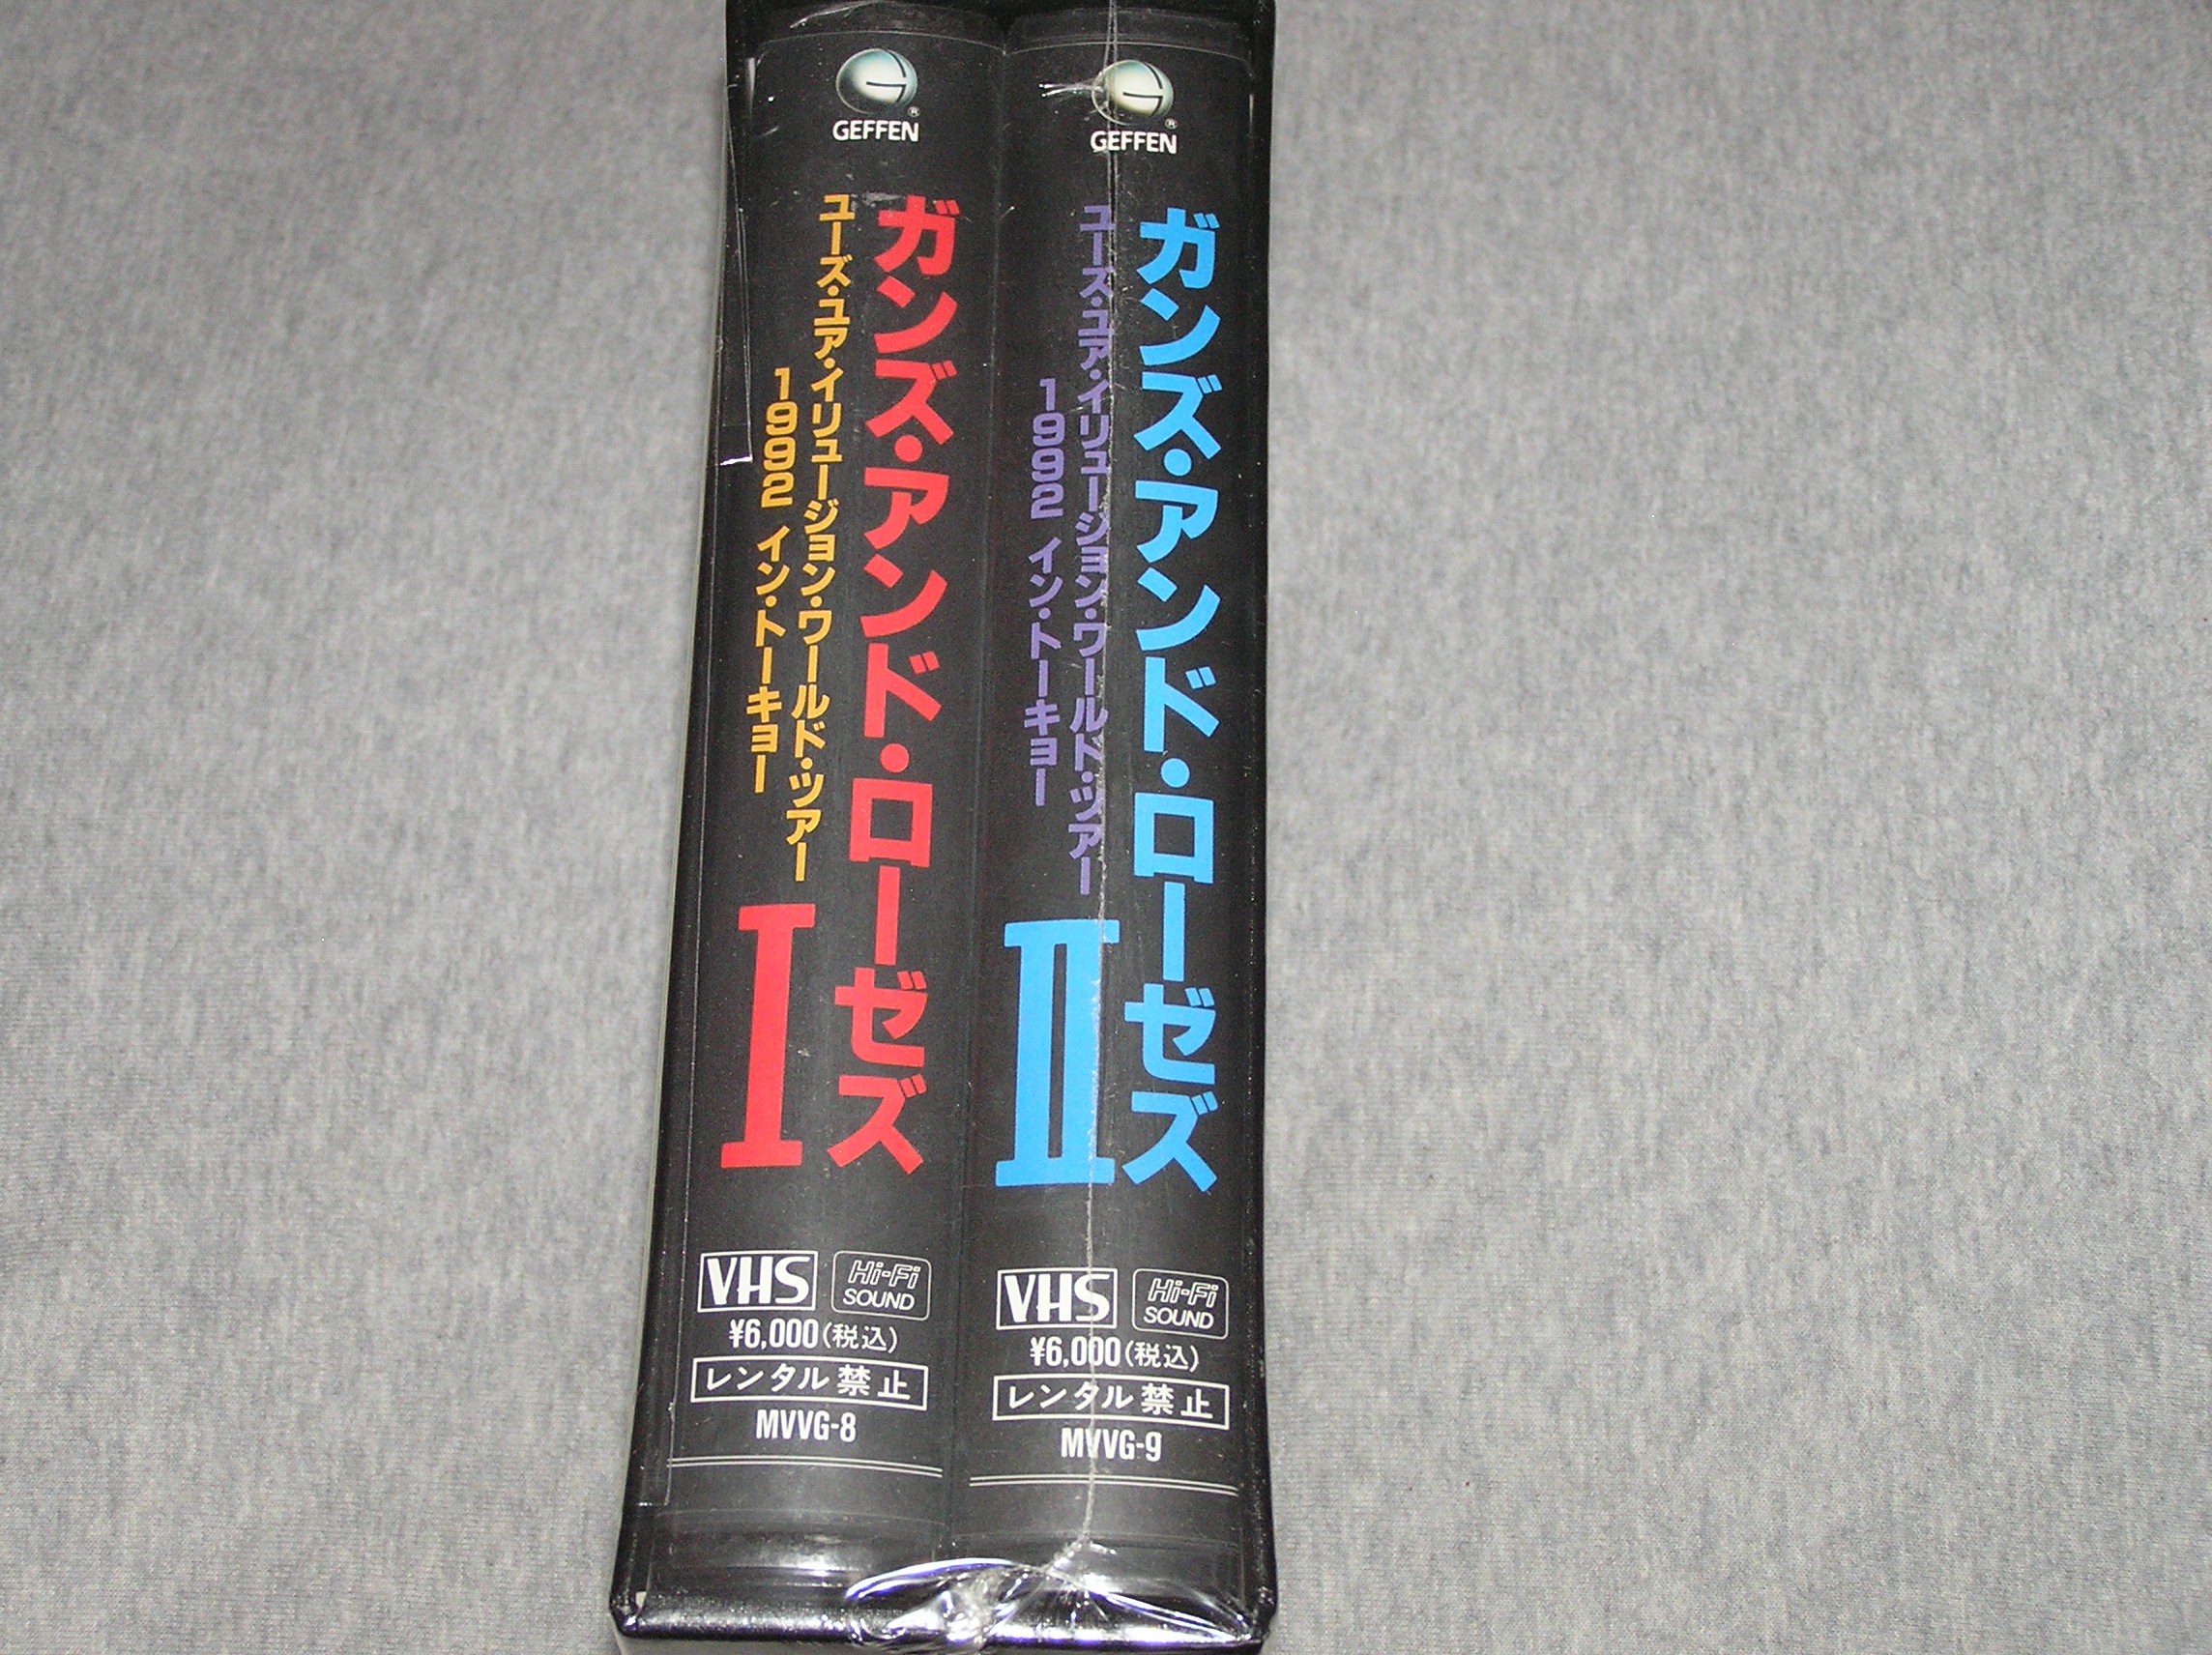 GEFFEN
ガンズ・アンド・ローゼズ
ユーズ・ユア・イリュージョン・ワールド・ツアー
1992 イン・トーキョー
I
VHS
Hi-Fi
SOUND
¥6,000(税込)
レンタル禁止
MVVG-8
GEFFEN
ガンズ・アンド・ローゼズ
ユーズ・ユア・イリュージョン・ワールド・ツアー
1992 イン・トーキョー
II
VHS
Hi-Fi
SOUND
¥6,000(税込)
レンタル禁止
MVVG-9